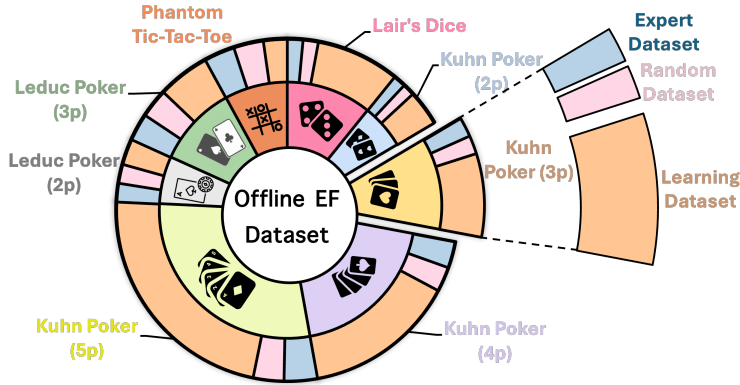 Phantom
Tic-Tac-Toe
Lair's Dice
Kuhn Poker
(2p)
Expert
Dataset
Random
Dataset
Leduc Poker
(3p)
Kuhn
Poker (3p)
Learning
Dataset
Leduc Poker
(2p)
Offline EF
Dataset
Kuhn Poker
(5p)
Kuhn Poker
(4p)